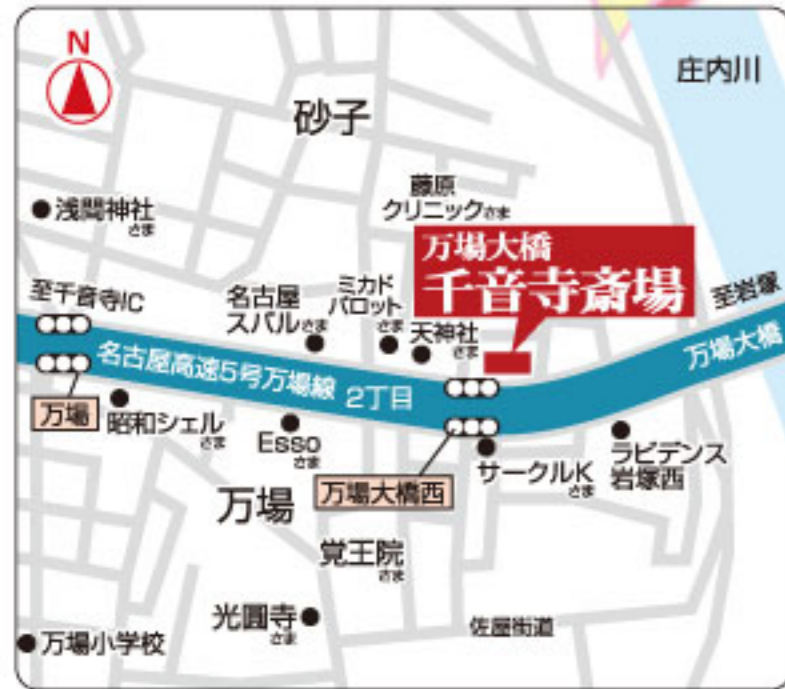 N
庄内川
砂子
藤原
クリニックさま
浅間神社
さま
万場大橋
千音寺斎場
至千音寺IC
名古屋
スバルさま
ミカド
パロット
さま
天神社
さま
至岩塚
万場大橋
名古屋高速5号万場線
2丁目
万場
昭和シェル
さま
Esso
さま
万場大橋西
サークルK
さま
ラビデンス
岩塚西
万場
覚王院
さま
光圓寺
さま
佐屋街道
万場小学校